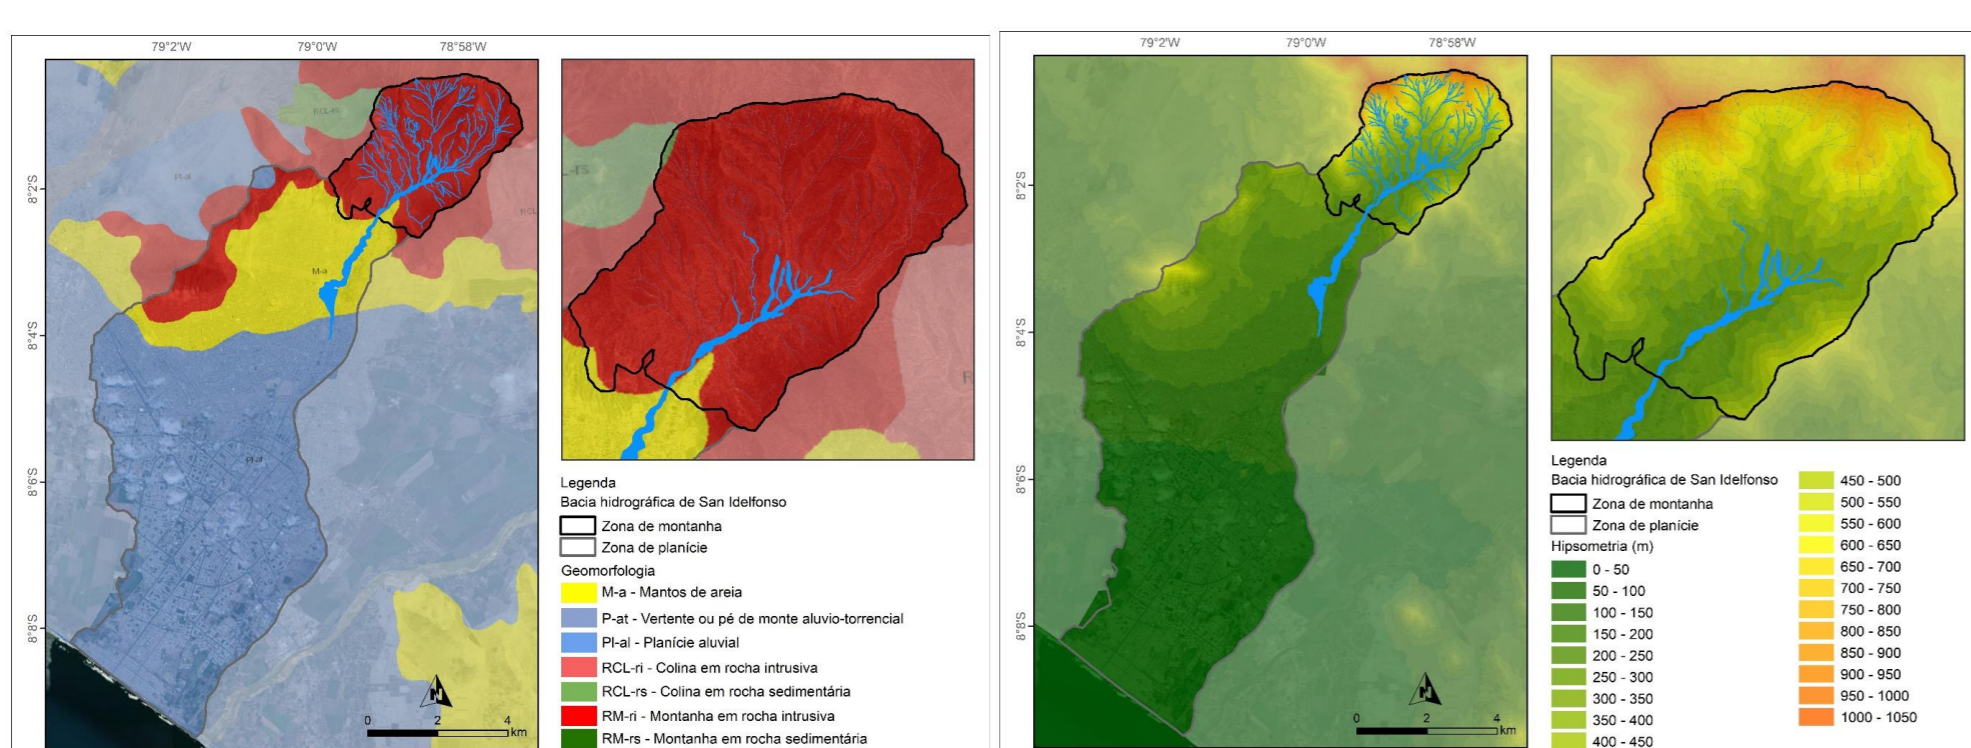 79°2'W 79°0'W 78°58'W
8°2'S
8°4'S
8°6'S
8°8'S
RCL-rs
Pl-al
RCL
M-a
Pl-al
N
0 2 4
km
L-rs
R
Legenda
Bacia hidrográfica de San Idelfonso
Zona de montanha
Zona de planície
Geomorfologia
M-a - Mantos de areia
P-at - Vertente ou pé de monte aluvio-torrencial
Pl-al - Planície aluvial
RCL-ri - Colina em rocha intrusiva
RCL-rs - Colina em rocha sedimentária
RM-ri - Montanha em rocha intrusiva
RM-rs - Montanha em rocha sedimentária
79°2'W 79°0'W 78°58'W
8°2'S
8°4'S
8°6'S
8°8'S
N
0 2 4
km
Legenda
Bacia hidrográfica de San Idelfonso
Zona de montanha
Zona de planície
Hipsometria (m)
0 - 50
50 - 100
100 - 150
150 - 200
200 - 250
250 - 300
300 - 350
350 - 400
400 - 450
450 - 500
500 - 550
550 - 600
600 - 650
650 - 700
700 - 750
750 - 800
800 - 850
850 - 900
900 - 950
950 - 1000
1000 - 1050